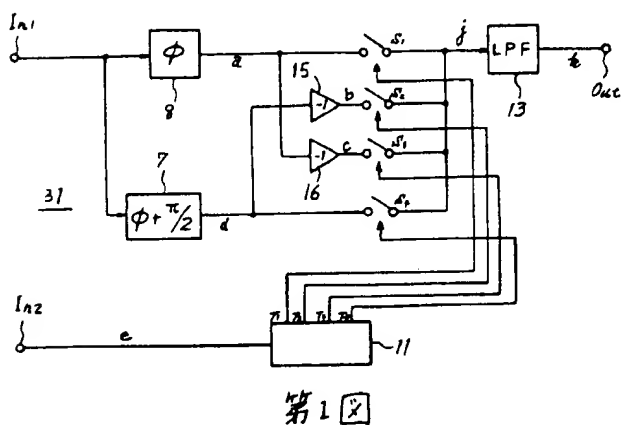 In1
φ
8
a
S1
j
LPF
13
k
Out
15
-1
b
S2
-1
16
c
S3
31
7
φ+π/2
d
S4
In2
e
11
第1図